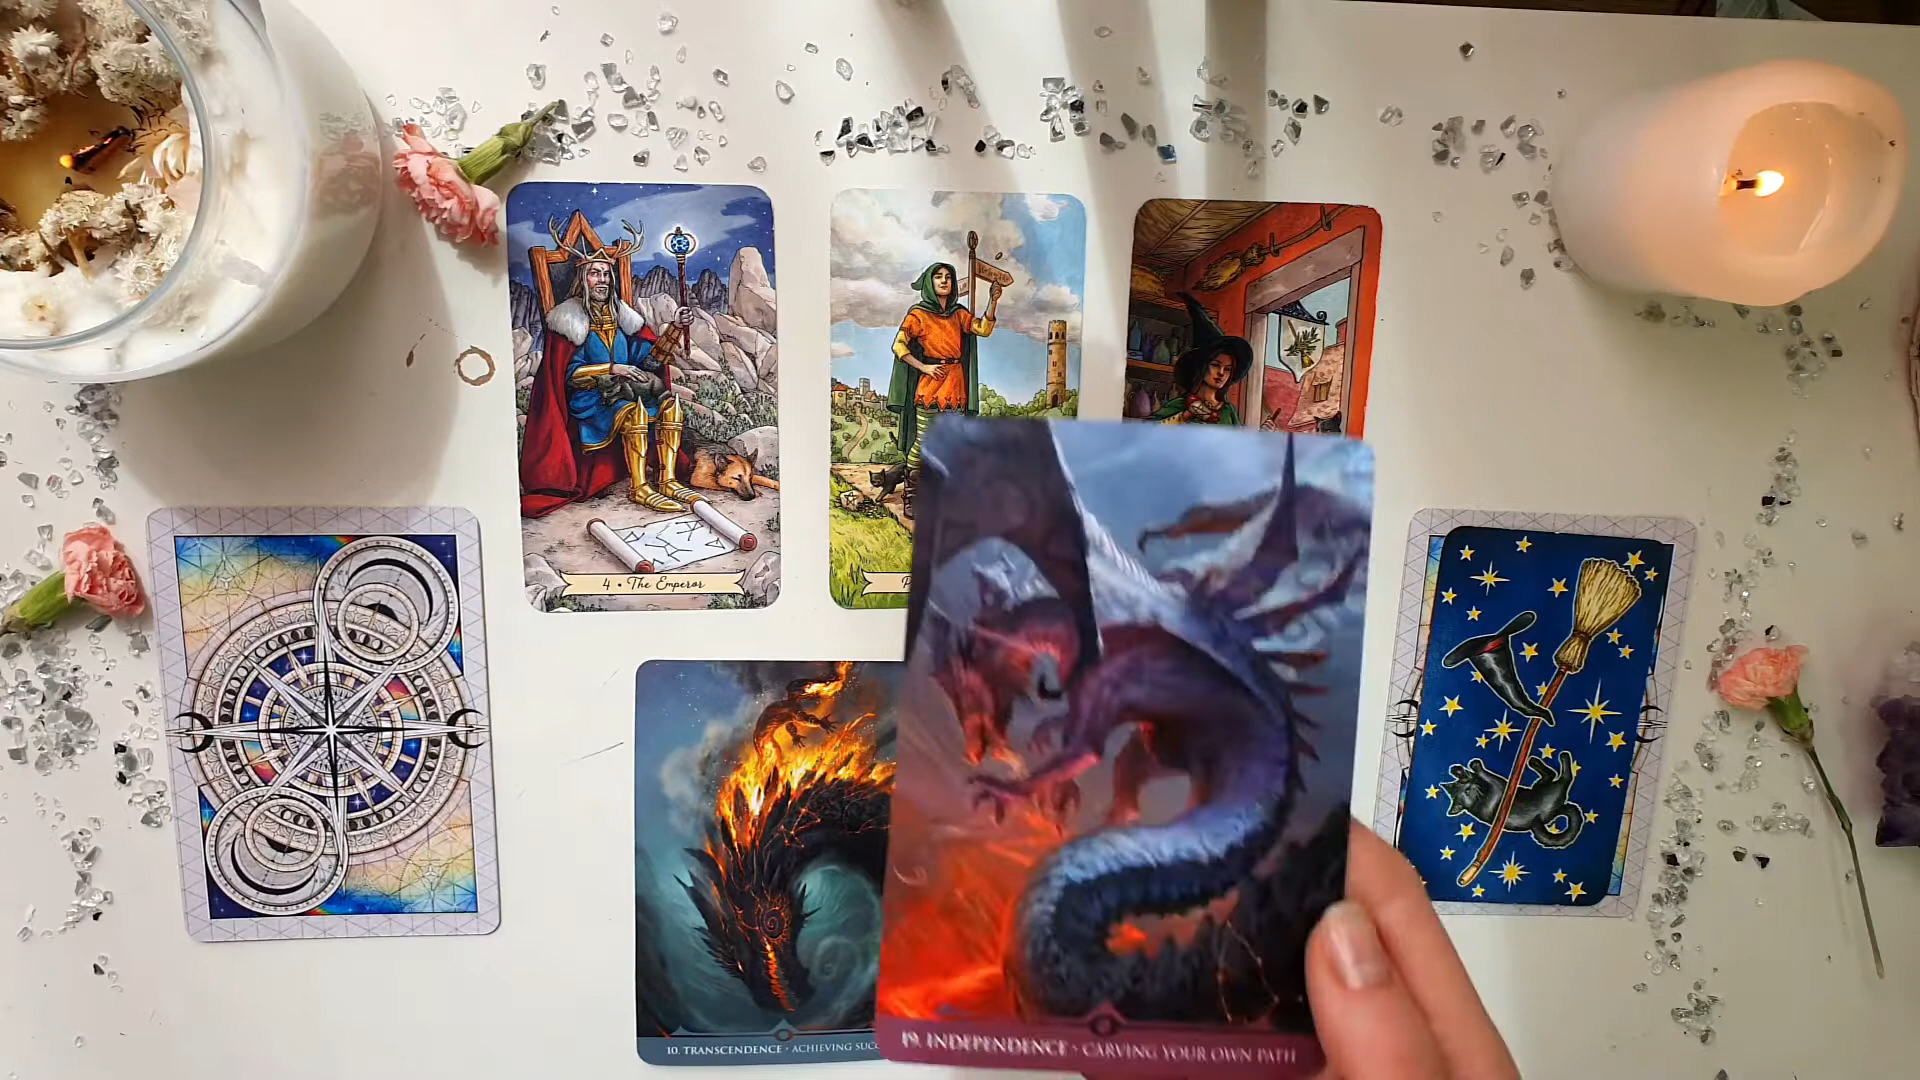 4 • The Emperor
P
10. TRANSCENDENCE • ACHIEVING SUCC
19. INDEPENDENCE • CARVING YOUR OWN PATH